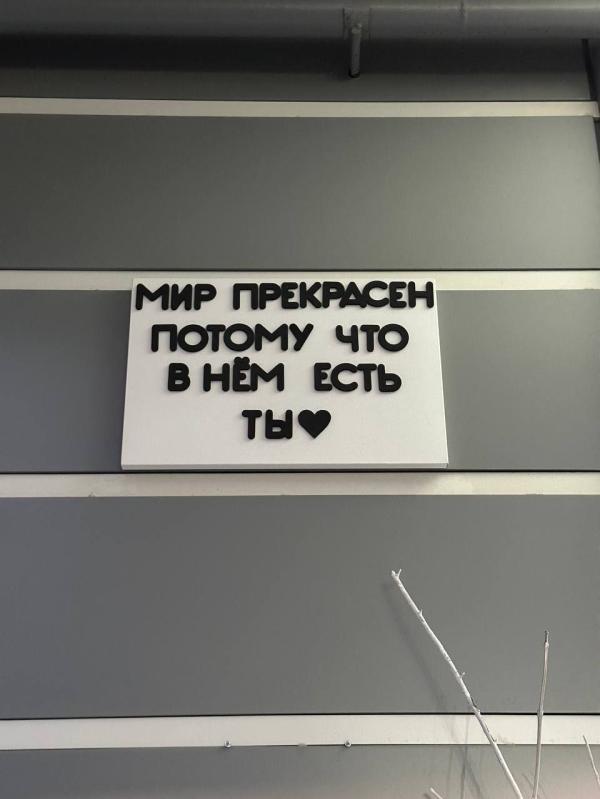 МИР ПРЕКРАСЕН
ПОТОМУ ЧТО
В НЁМ ЕСТЬ
ТЫ♥